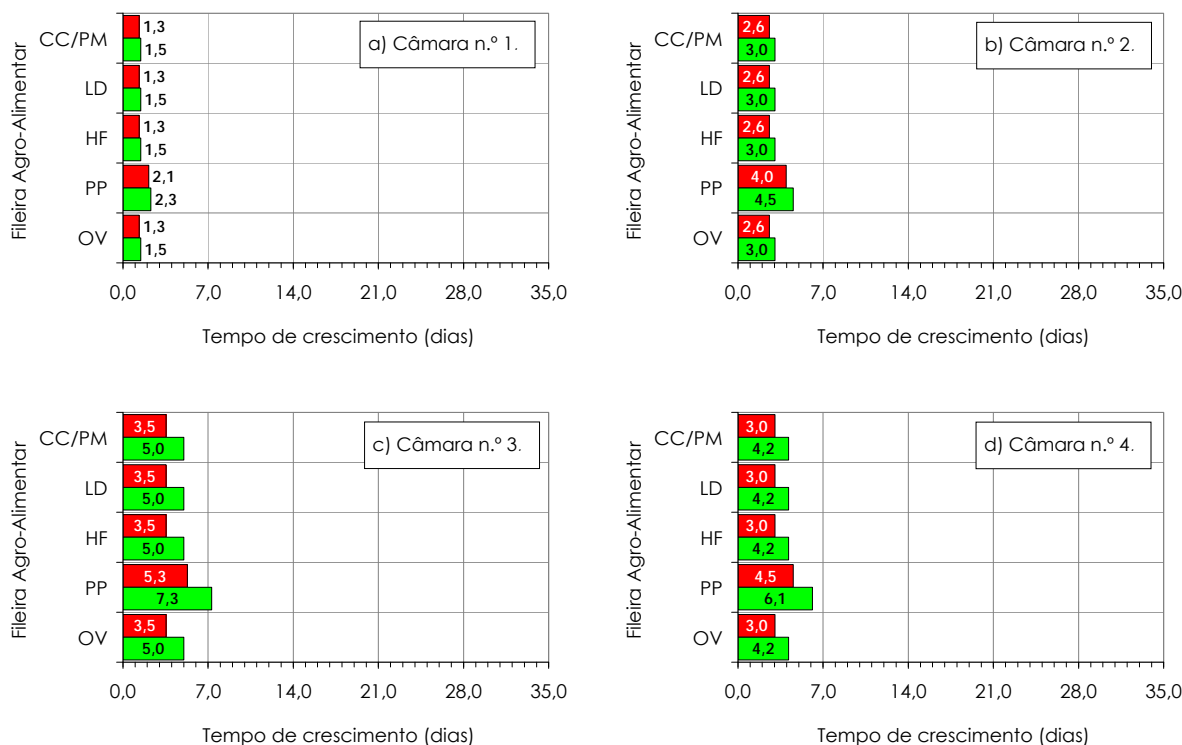 Fileira Agro-Alimentar
a) Câmara n.º 1.
CC/PM
1,3
1,5
LD
1,3
1,5
HF
1,3
1,5
PP
2,1
2,3
OV
1,3
1,5
0,0 7,0 14,0 21,0 28,0 35,0
Tempo de crescimento (dias)
Fileira Agro-Alimentar
b) Câmara n.º 2.
CC/PM
2,6
3,0
LD
2,6
3,0
HF
2,6
3,0
PP
4,0
4,5
OV
2,6
3,0
0,0 7,0 14,0 21,0 28,0 35,0
Tempo de crescimento (dias)
Fileira Agro-Alimentar
c) Câmara n.º 3.
CC/PM
3,5
5,0
LD
3,5
5,0
HF
3,5
5,0
PP
5,3
7,3
OV
3,5
5,0
0,0 7,0 14,0 21,0 28,0 35,0
Tempo de crescimento (dias)
Fileira Agro-Alimentar
d) Câmara n.º 4.
CC/PM
3,0
4,2
LD
3,0
4,2
HF
3,0
4,2
PP
4,5
6,1
OV
3,0
4,2
0,0 7,0 14,0 21,0 28,0 35,0
Tempo de crescimento (dias)